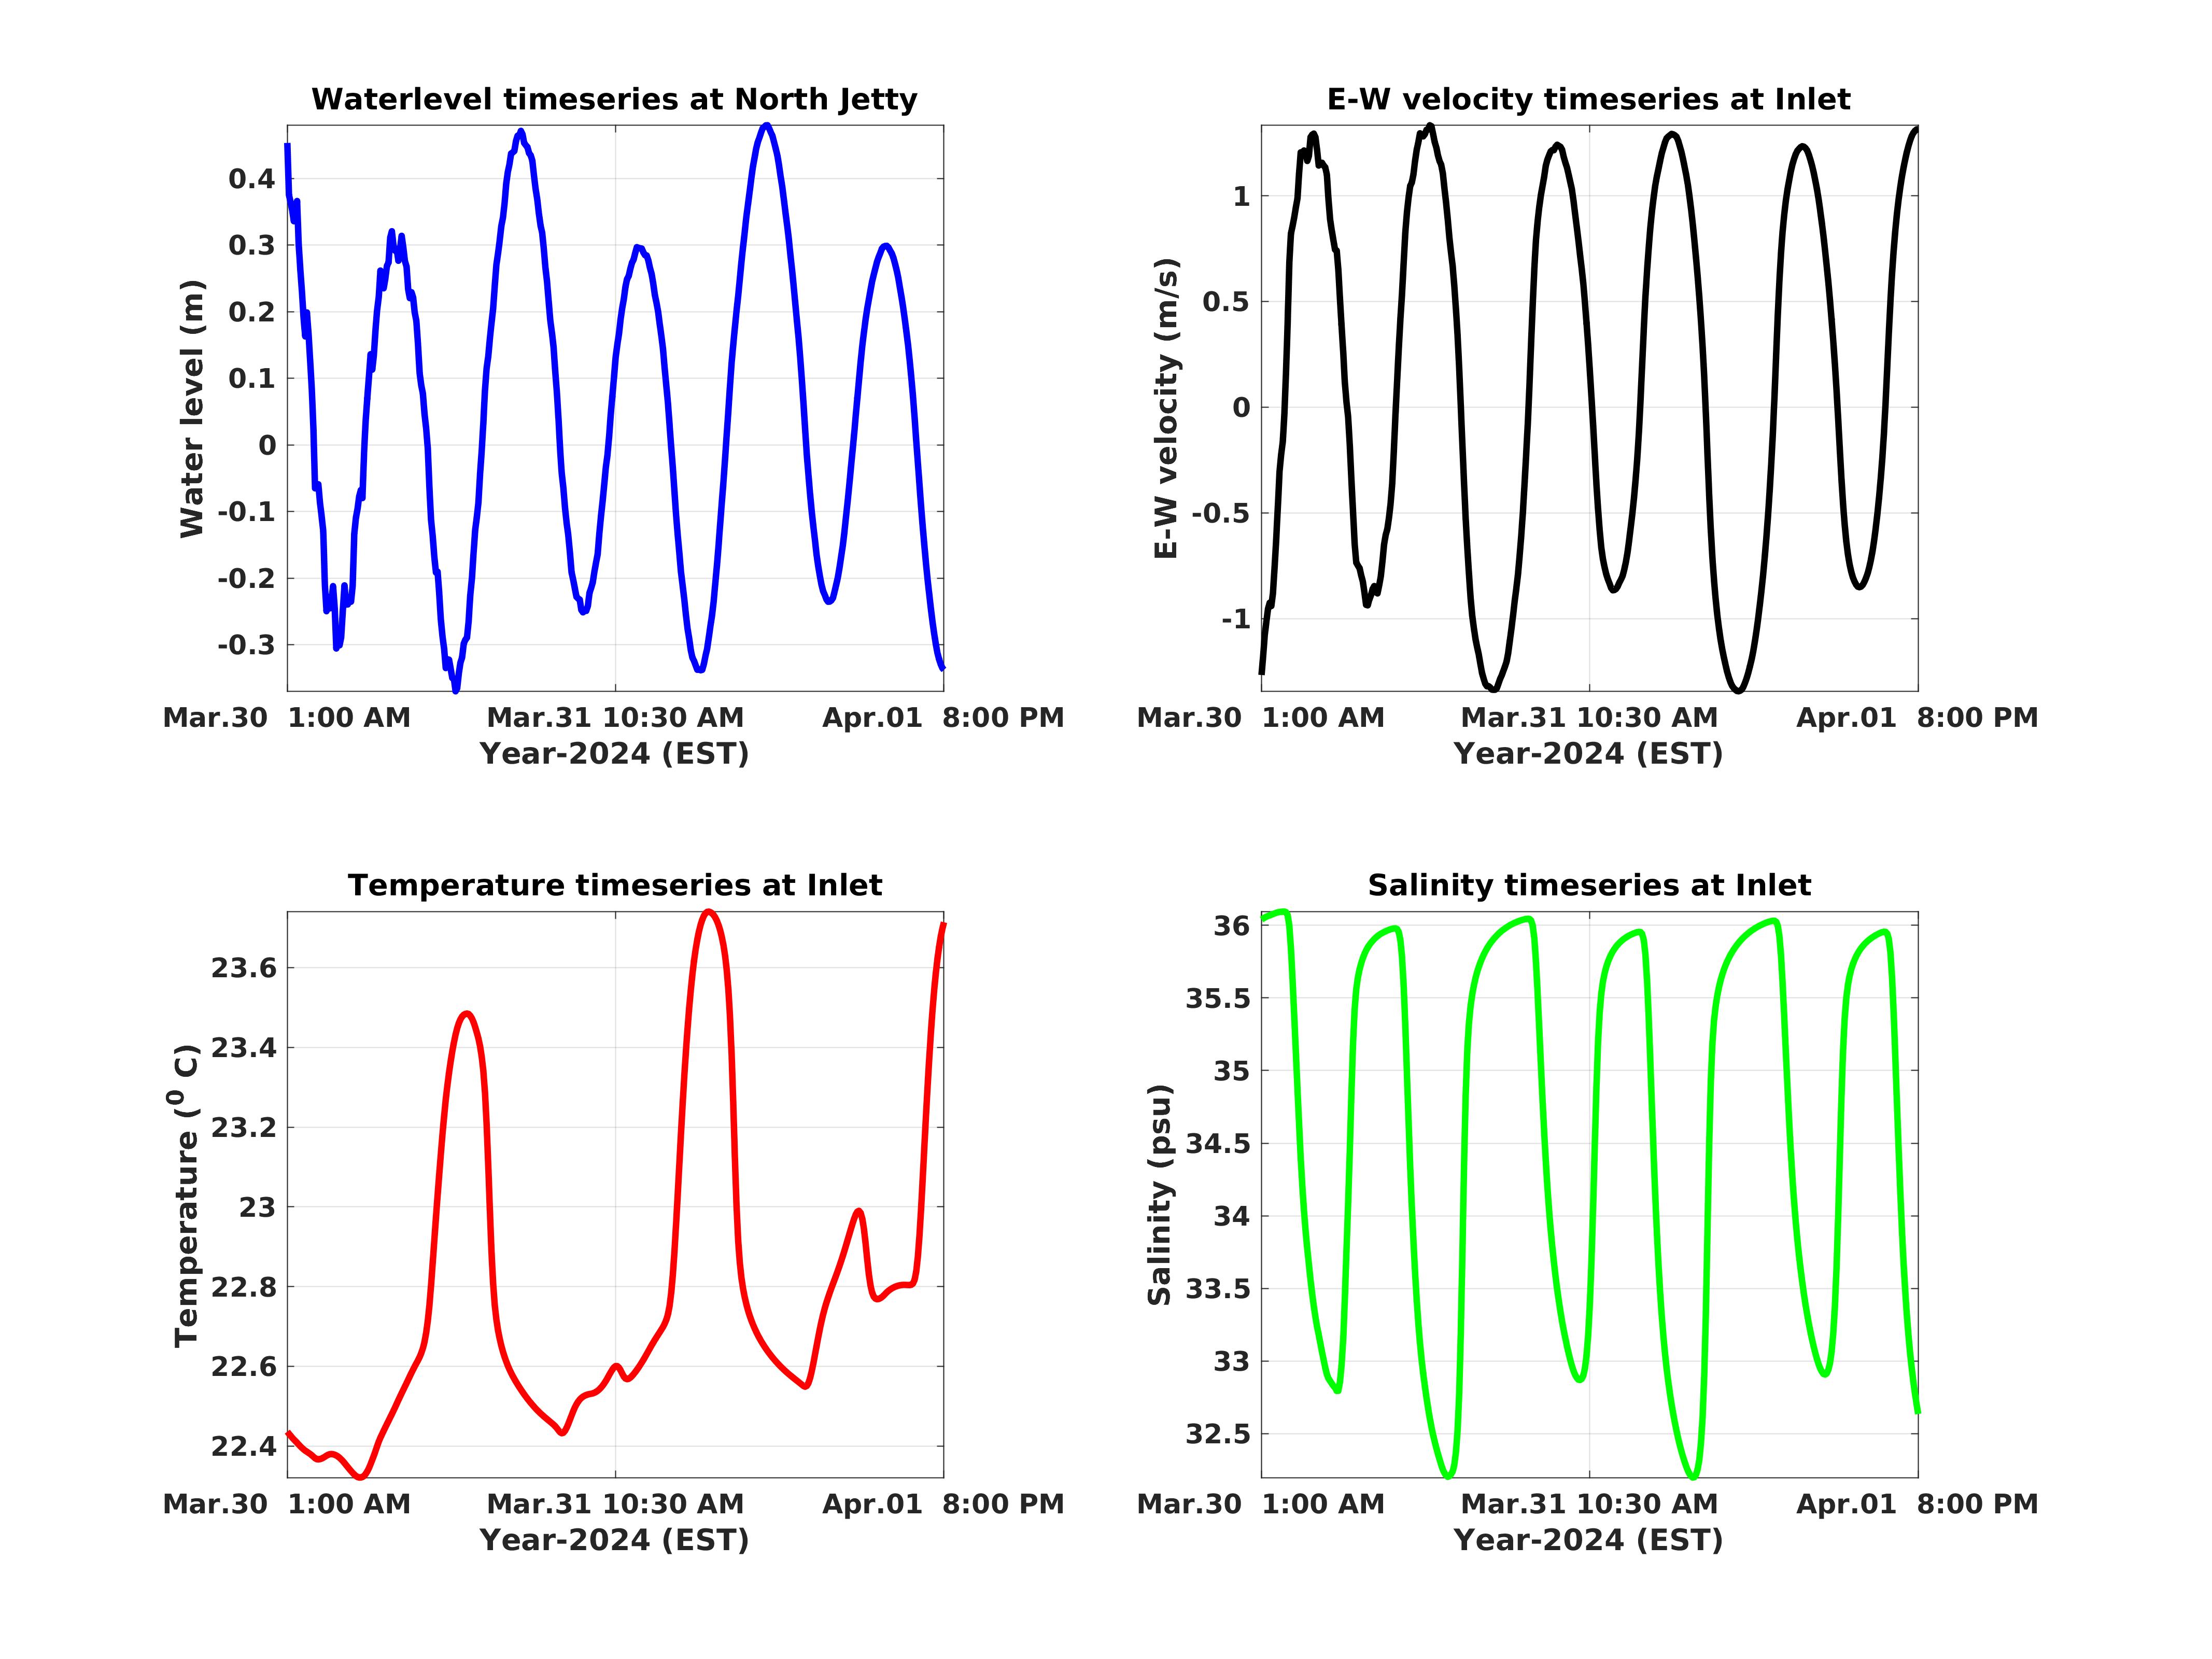 Waterlevel timeseries at North Jetty
0.4
0.3
0.2
0.1
0
-0.1
-0.2
-0.3
Water level (m)
Mar.30 1:00 AM Mar.31 10:30 AM Apr.01 8:00 PM
Year-2024 (EST)
E-W velocity timeseries at Inlet
1
0.5
0
-0.5
-1
E-W velocity (m/s)
Mar.30 1:00 AM Mar.31 10:30 AM Apr.01 8:00 PM
Year-2024 (EST)
Temperature timeseries at Inlet
23.6
23.4
23.2
23
22.8
22.6
22.4
Temperature (⁰ C)
Mar.30 1:00 AM Mar.31 10:30 AM Apr.01 8:00 PM
Year-2024 (EST)
Salinity timeseries at Inlet
36
35.5
35
34.5
34
33.5
33
32.5
Salinity (psu)
Mar.30 1:00 AM Mar.31 10:30 AM Apr.01 8:00 PM
Year-2024 (EST)